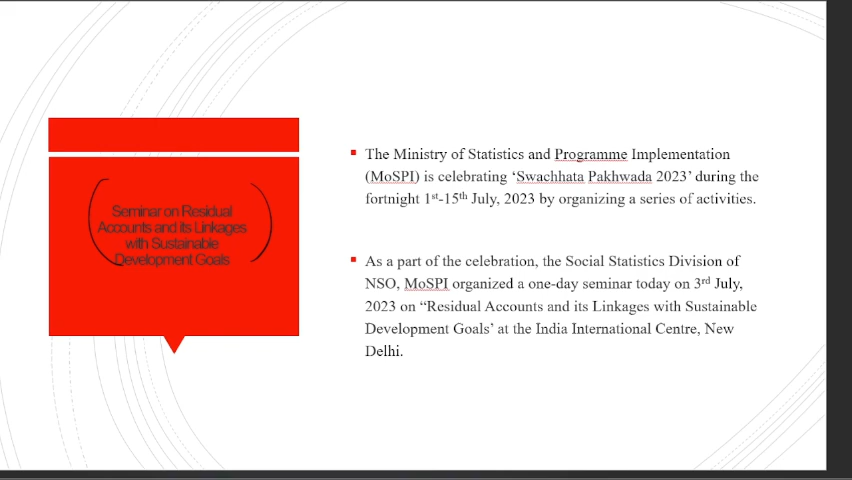 Seminar on Residual
Accounts and its Linkages
with Sustainable
Development Goals
The Ministry of Statistics and Programme Implementation
(MoSPI) is celebrating ‘Swachhata Pakhwada 2023’ during the
fortnight 1st-15th July, 2023 by organizing a series of activities.
As a part of the celebration, the Social Statistics Division of
NSO, MoSPI organized a one-day seminar today on 3rd July,
2023 on “Residual Accounts and its Linkages with Sustainable
Development Goals’ at the India International Centre, New
Delhi.